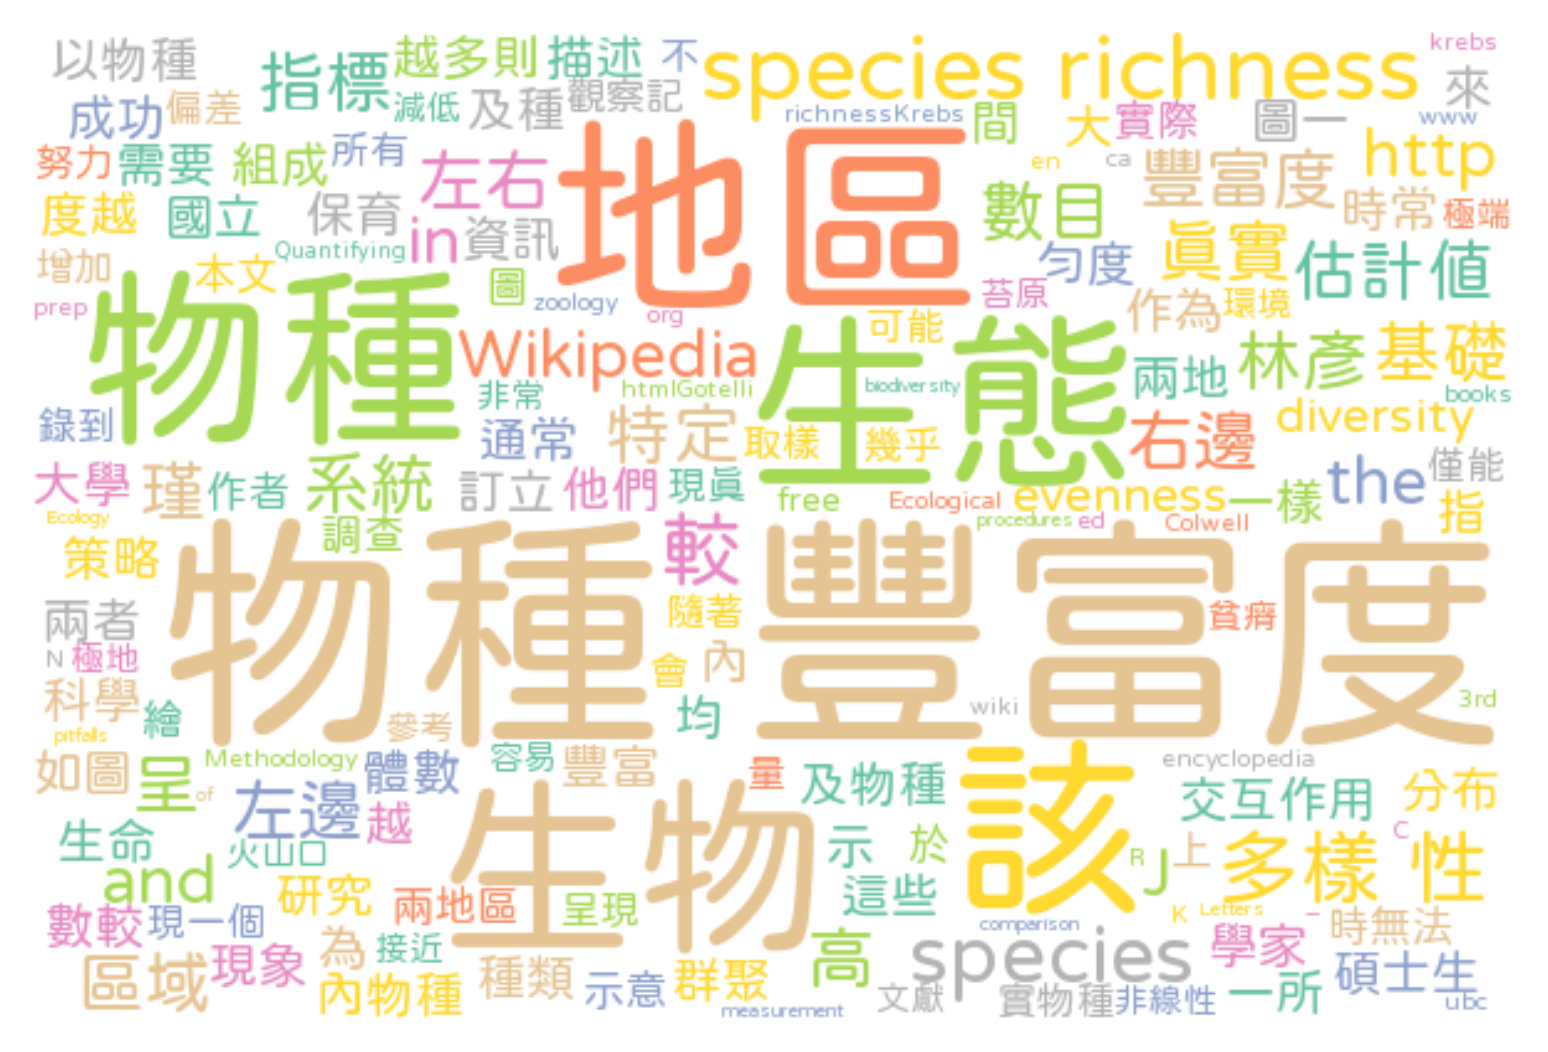 以物種 指標 越多則 描述 不 species richness krebs 來
成功 偏差 減低 及種 觀察記 richnessKrebs 間 大 實際 圖一 www
努力 需要 組成 所有 左右 地區 en ca 豐富度 http
度越 國立 保育 in 資訊 數目 時常 極端
增加 本文 Quantifying 圖 zoology 苔原 勻度 真實 估計值
prep 物種 org 可能 作為 環境
Wikipedia 生態 兩地 林彥 基礎
非常 htmlGotelli biodiversity books
錄到 通常 特定 取樣 幾乎 右邊 diversity
大學 瑾 作者 系統 訂立 他們 現真 free Ecological evenness 一樣 the 僅能
Ecology 調查 較 procedures ed Colwell 指
策略 物種 豐富度
兩者 隨著 貧瘠
N 極地 會 內
科學 繪 參考 均 wiki 3rd
pitfalls
如圖 呈 Methodology 體數 容易 豐富 量 及物種 該 encyclopedia 交互作用 分布
of 左邊 越 生物
生命 火山口 示 於 R J 上 多樣 C 性
and 研究 兩地區 呈現 這些 K Letters
數較 現一個 為 接近 高 comparison species 學家 – 時無法
區域 現象 內物種 種類 示意 群聚 文獻 實物種 非線性 一所 碩士生
measurement ubc